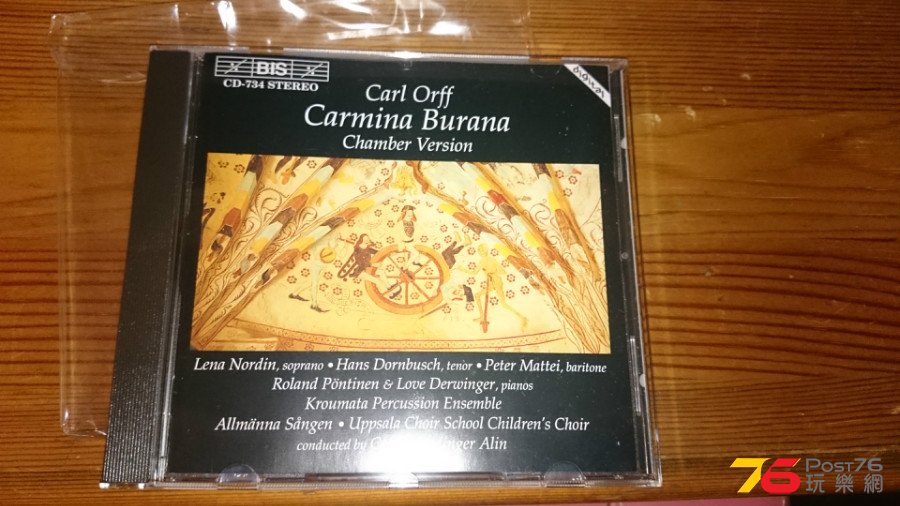 BIS
CD-734 STEREO
DIGITAL
Carl Orff
Carmina Burana
Chamber Version
Lena Nordin, soprano • Hans Dornbusch, tenor • Peter Mattei, baritone
Roland Pöntinen & Love Derwinger, pianos
Kroumata Percussion Ensemble
Allmänna Sången • Uppsala Choir School Children's Choir
conducted by Alin
76 Post76
玩樂網